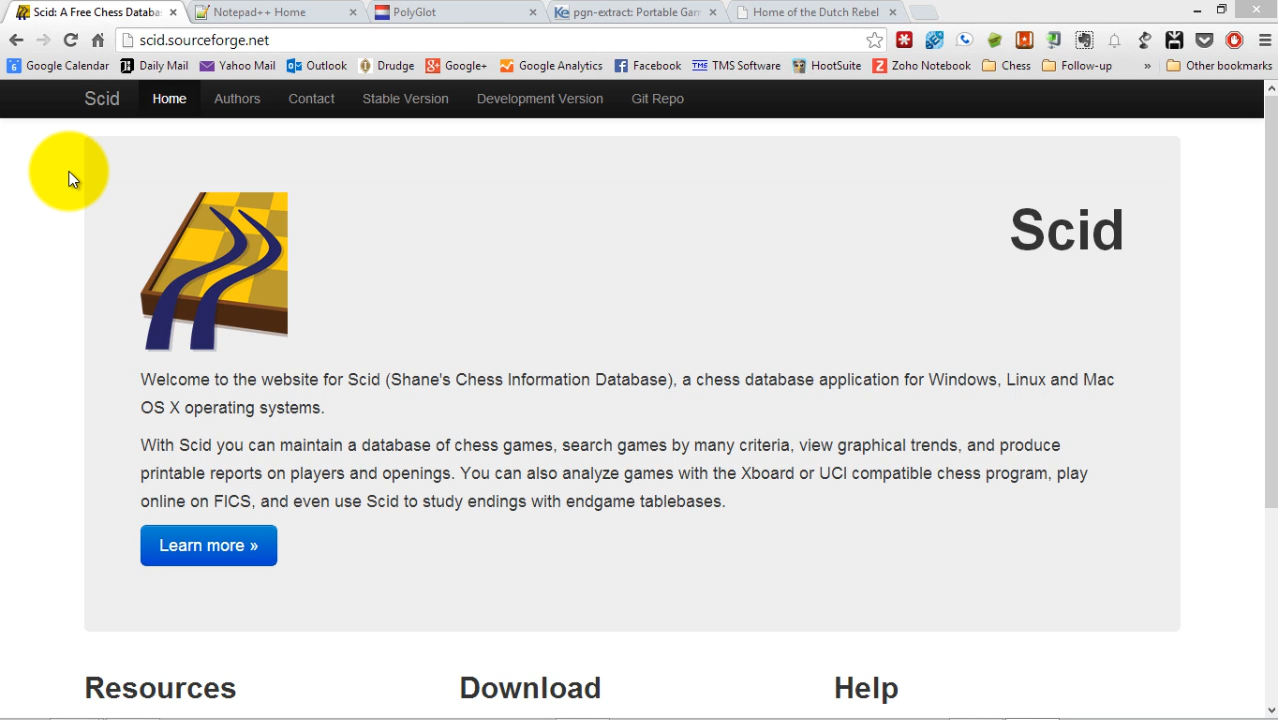 Scid: A Free Chess Databa
Notepad++ Home
PolyGlot
pgn-extract: Portable Gam
Home of the Dutch Rebel
scid.sourceforge.net
6 Google Calendar Daily Mail Yahoo Mail Outlook Drudge Google+ Google Analytics Facebook TMS Software HootSuite Zoho Notebook Chess Follow-up » Other bookmarks
Scid Home Authors Contact Stable Version Development Version Git Repo
Scid
Welcome to the website for Scid (Shane's Chess Information Database), a chess database application for Windows, Linux and Mac
OS X operating systems.
With Scid you can maintain a database of chess games, search games by many criteria, view graphical trends, and produce
printable reports on players and openings. You can also analyze games with the Xboard or UCI compatible chess program, play
online on FICS, and even use Scid to study endings with endgame tablebases.
Learn more »
Resources Download Help